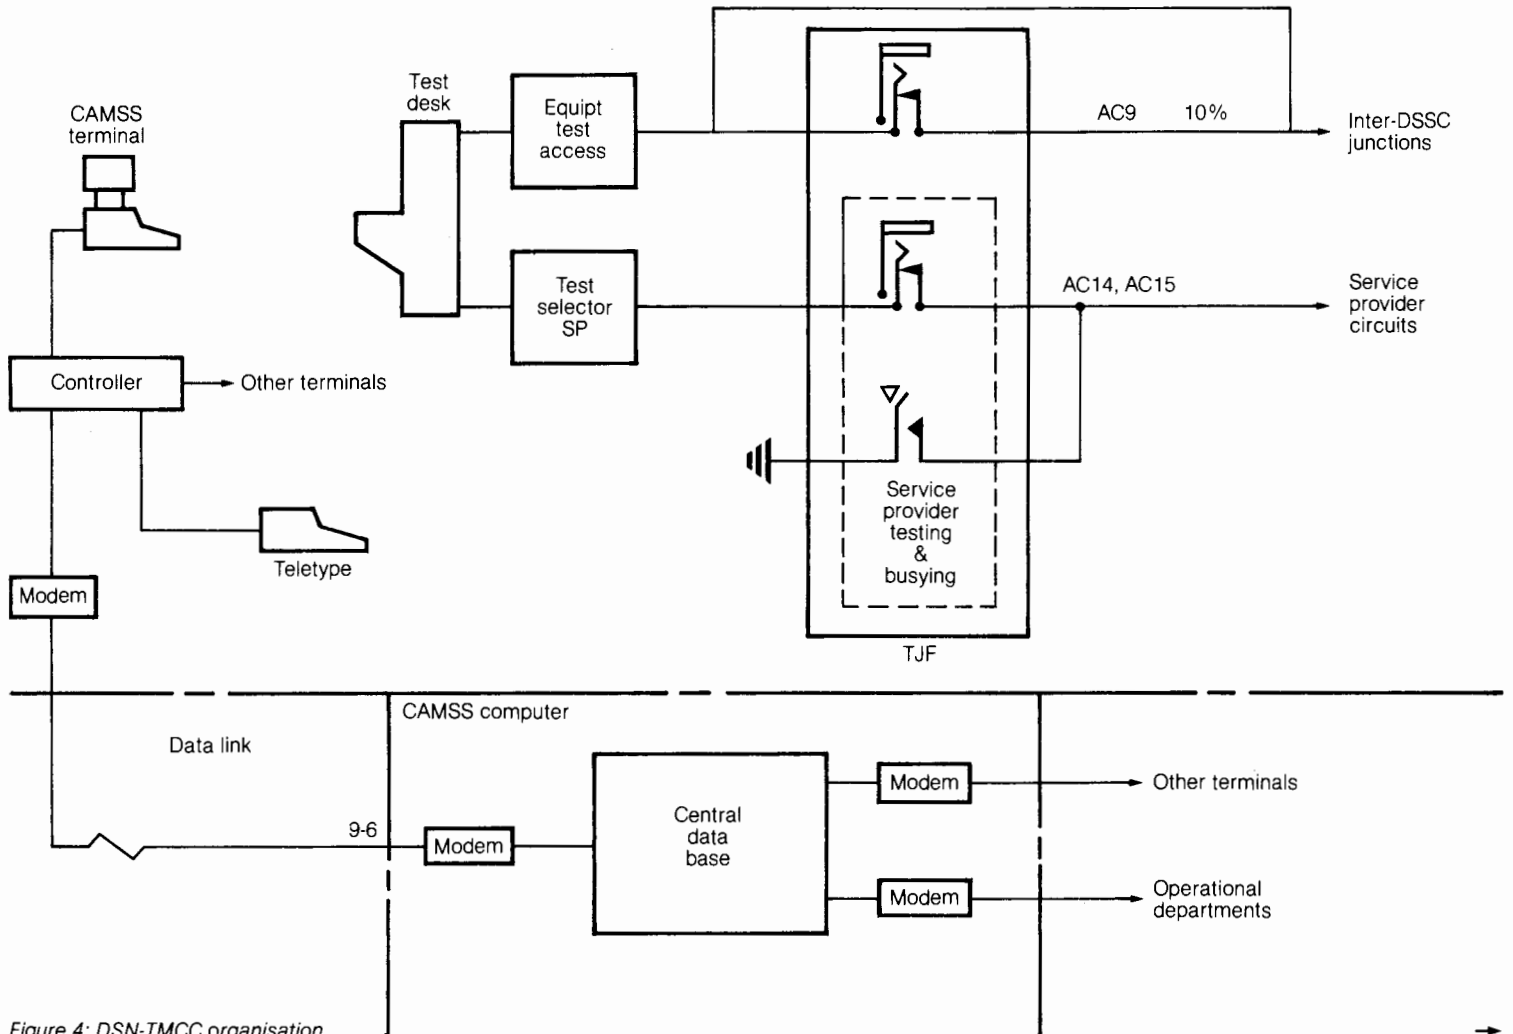 CAMSS
terminal
Test
desk
Equipt
test
access
AC9 10%
Inter-DSSC
junctions
Test
selector
SP
AC14, AC15
Service
provider
circuits
Controller
Other terminals
Service
provider
testing
&
busying
Teletype
Modem
TJF
CAMSS computer
Data link
9-6
Modem
Central
data
base
Modem
Other terminals
Modem
Operational
departments
Figure 4: DSN-TMCC organisation